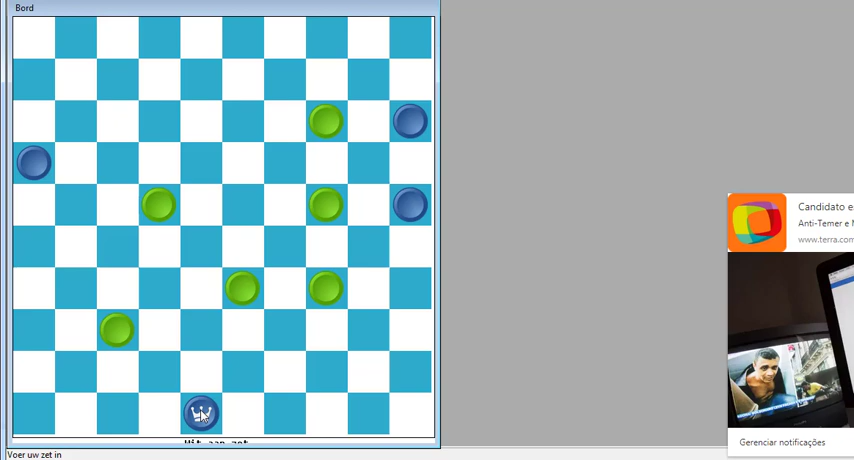 Bord
Voer uw zet in
Candidato e
Anti-Temer e
www.terra.com
Gerenciar notificações